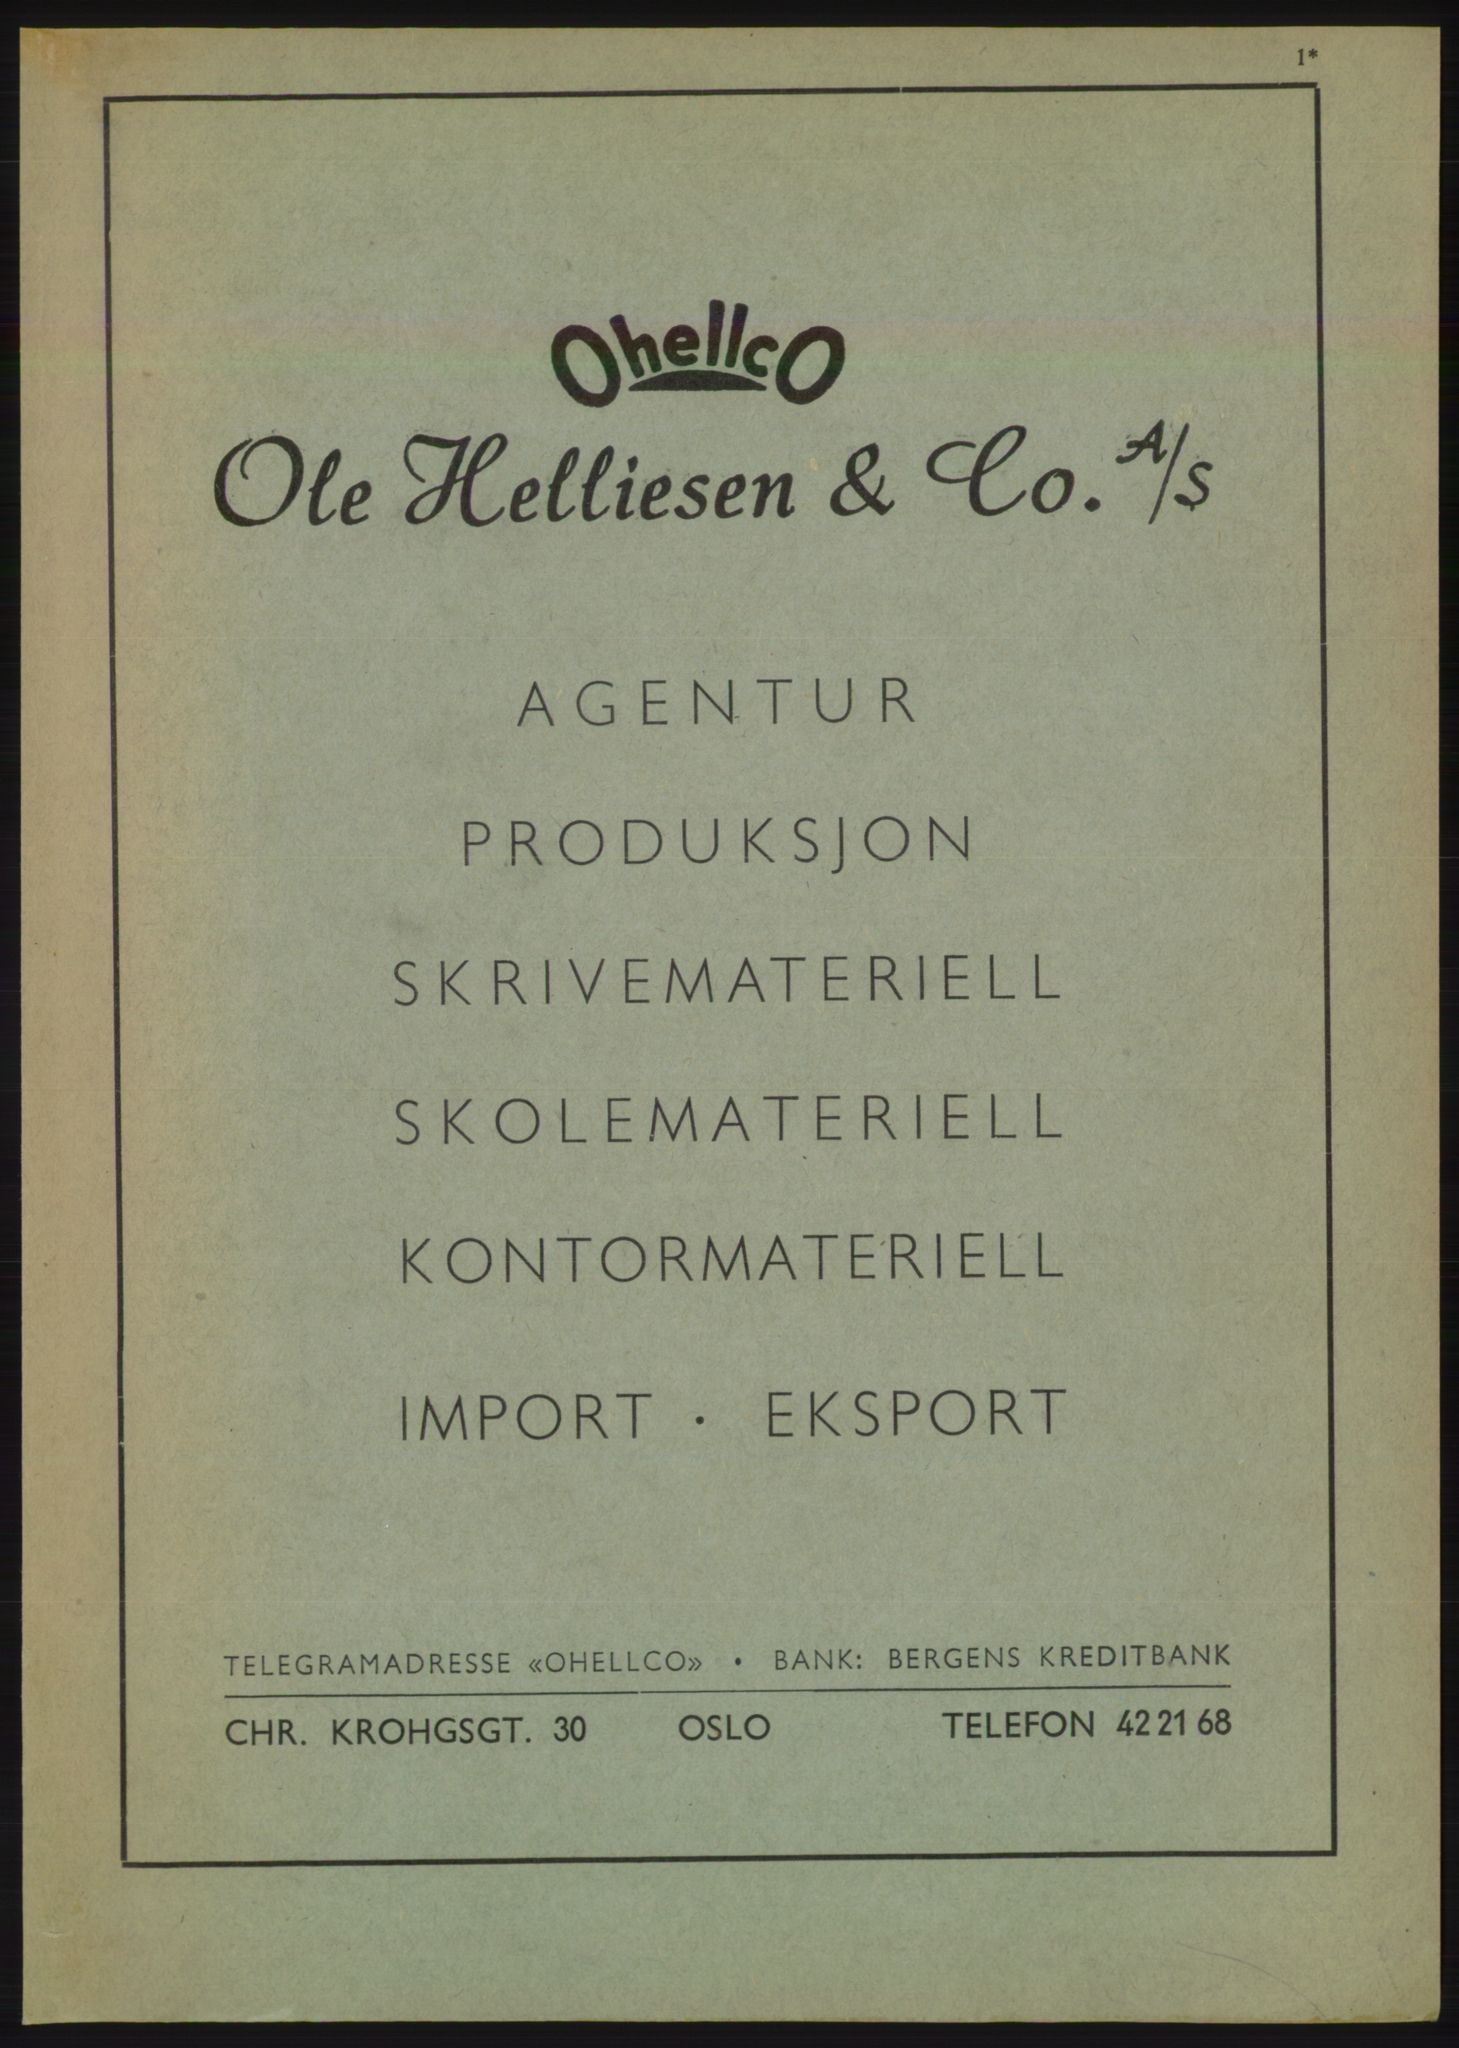 1*
OhellcO
Ole Helliesen & Co. A/S
AGENTUR
PRODUKSJON
SKRIVEMATERIELL
SKOLEMATERIELL
KONTORMATERIELL
IMPORT · EKSPORT
TELEGRAMADRESSE «OHELLCO» · BANK: BERGENS KREDITBANK
CHR. KROHGSGT. 30 OSLO TELEFON 42 21 68